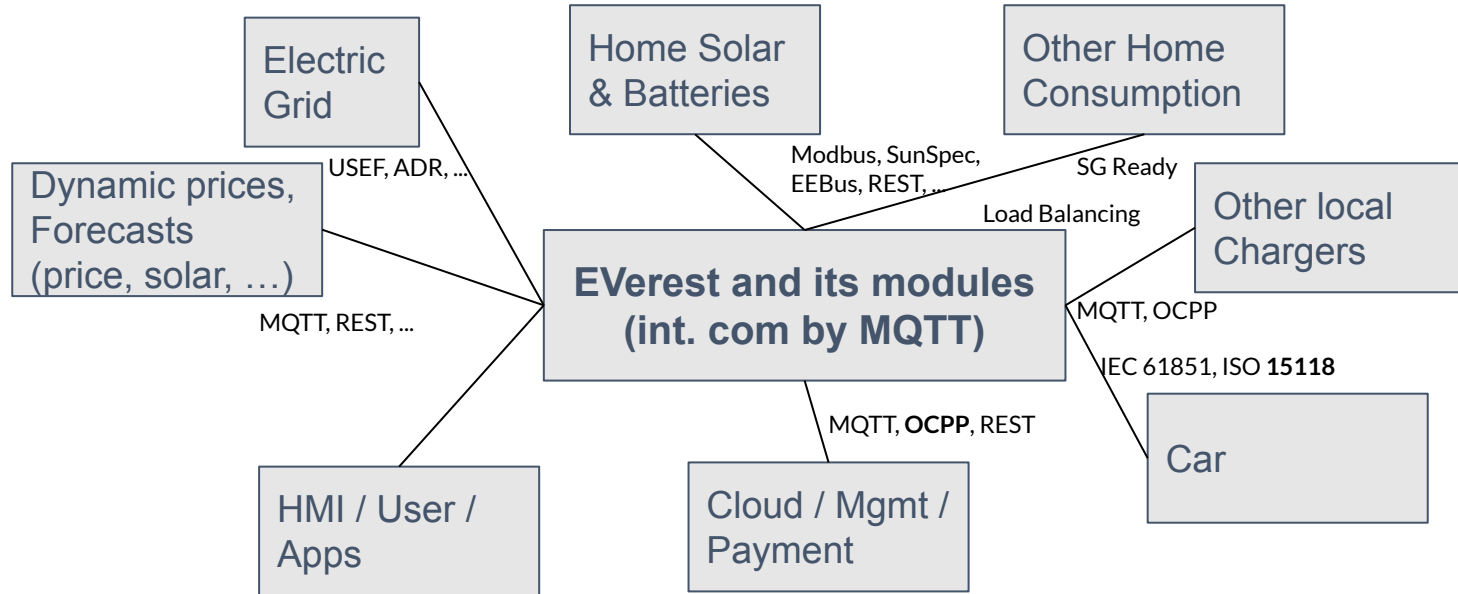 Electric
Grid
Home Solar
& Batteries
Other Home
Consumption
USEF, ADR, ...
Modbus, SunSpec,
EEBus, REST, ...
SG Ready
Dynamic prices,
Forecasts
(price, solar, …)
Load Balancing
Other local
Chargers
EVerest and its modules
(int. com by MQTT)
MQTT, REST, ...
MQTT, OCPP
IEC 61851, ISO 15118
MQTT, OCPP, REST
Car
HMI / User /
Apps
Cloud / Mgmt /
Payment